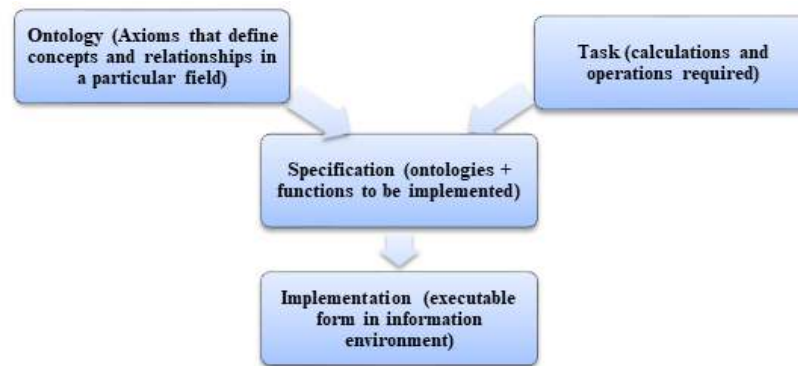 Ontology (Axioms that define
concepts and relationships in
a particular field)
Task (calculations and
operations required)
Specification (ontologies +
functions to be implemented)
Implementation (executable
form in information
environment)